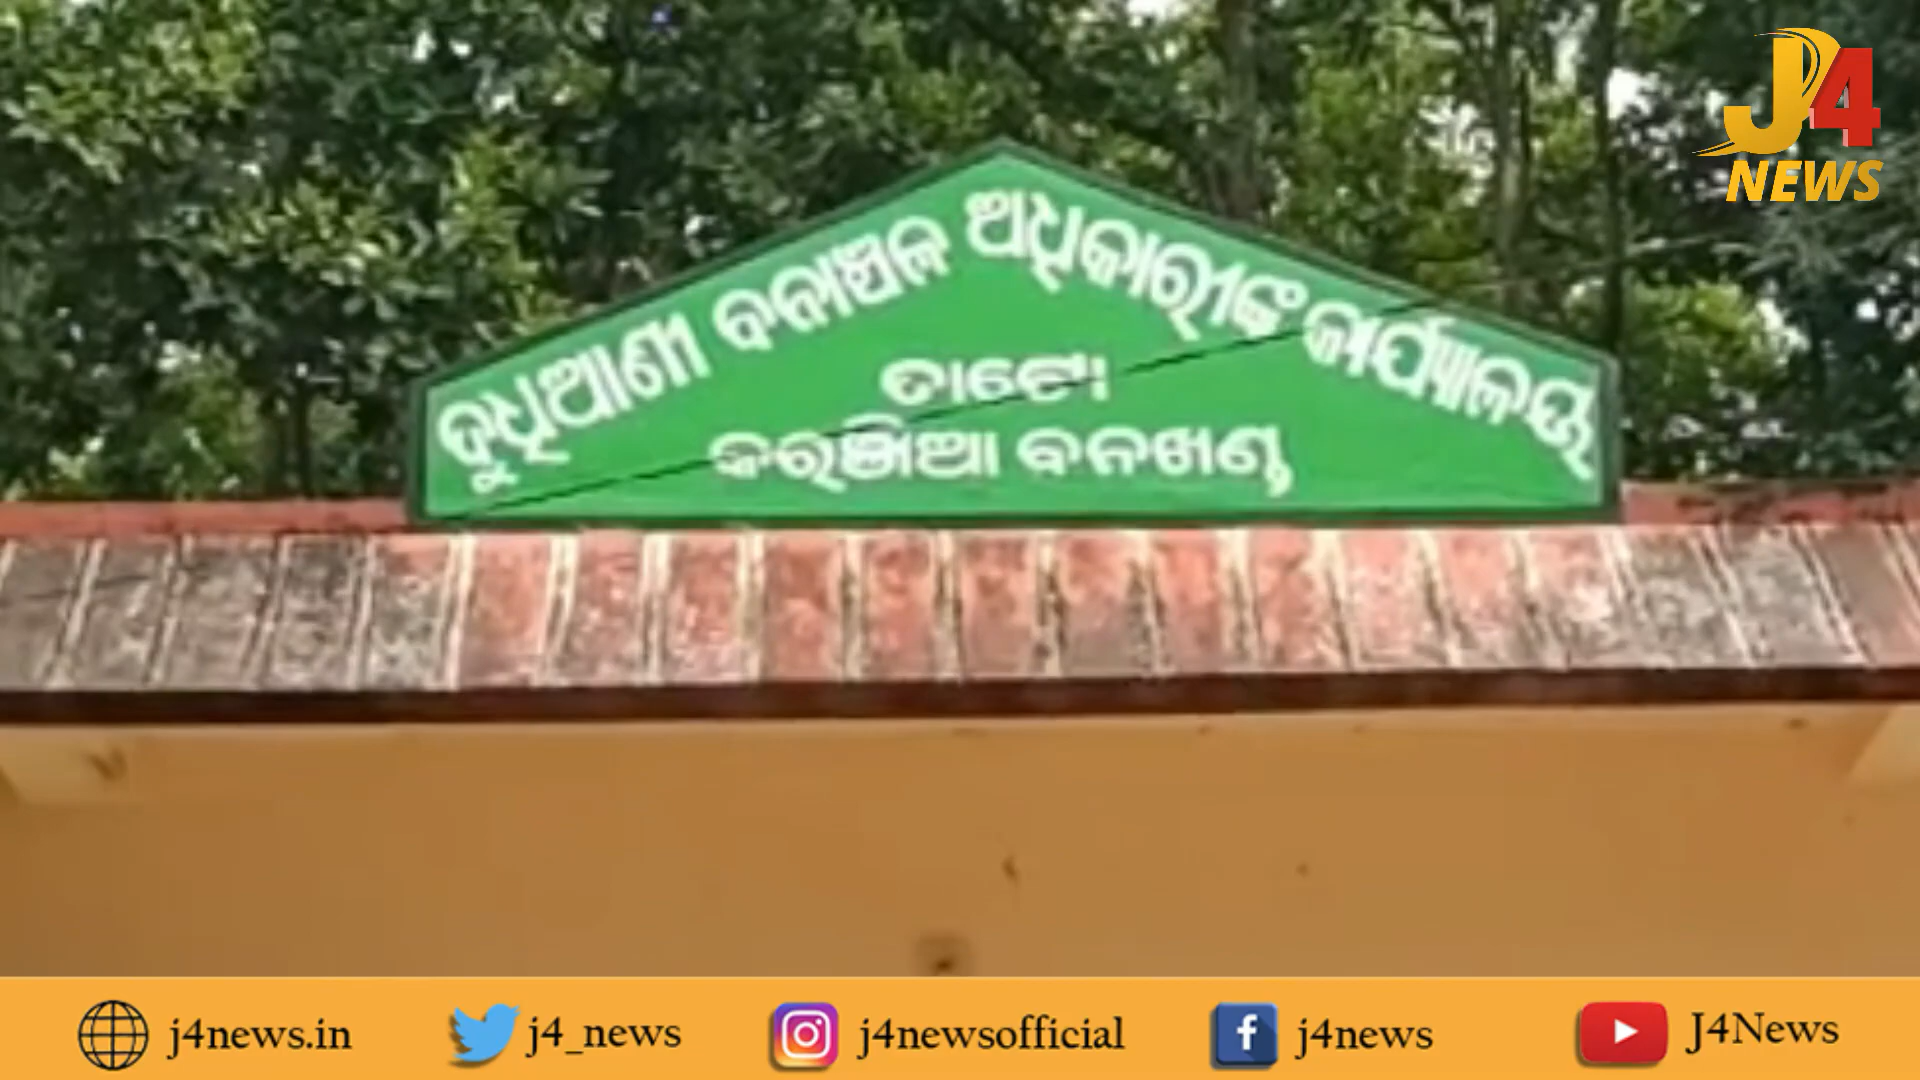 J4
NEWS
ଦୁଧିଆଣୀ ବନାଞ୍ଚଳ ଅଧିକାରୀଙ୍କ କାର୍ଯ୍ୟାଳୟ
ଡାଟୋ
କରଞ୍ଜିଆ ବନଖଣ୍ଡ
j4news.in j4_news j4newsofficial j4news J4News